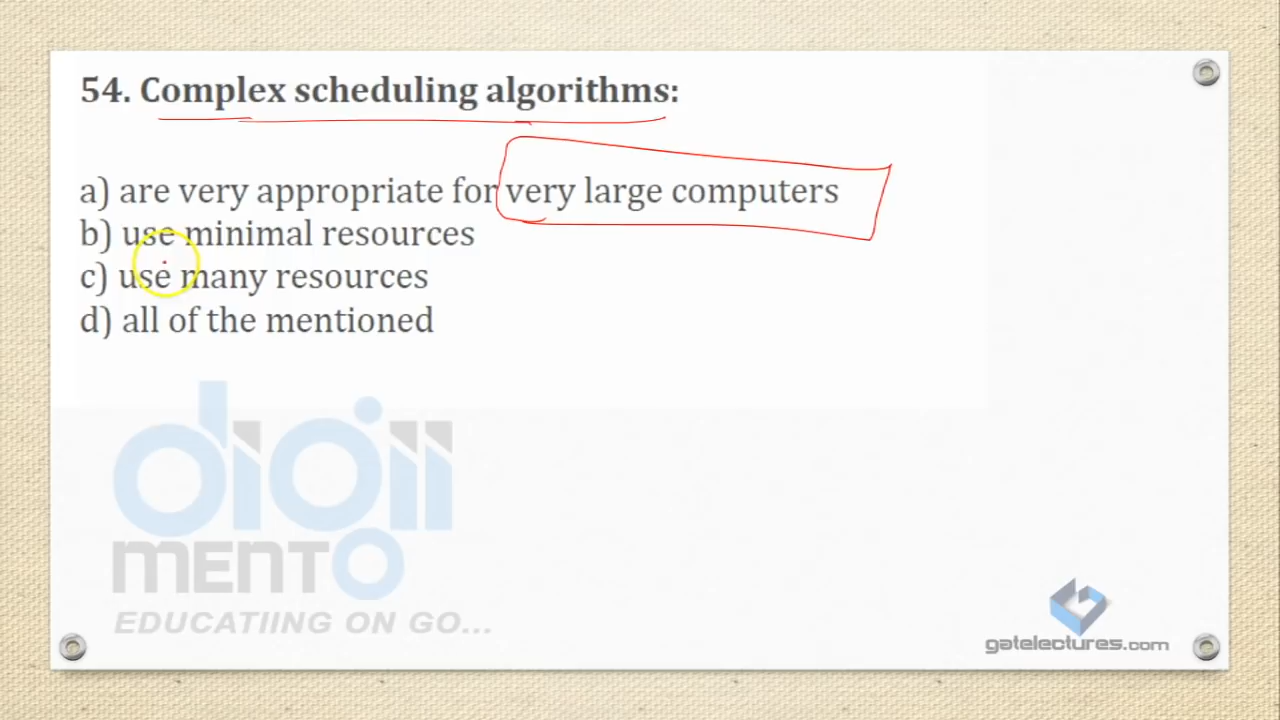 54. Complex scheduling algorithms:
a) are very appropriate for very large computers
b) use minimal resources
c) use many resources
d) all of the mentioned
digii
MENTO
EDUCATIING ON GO...
gatelectures.com